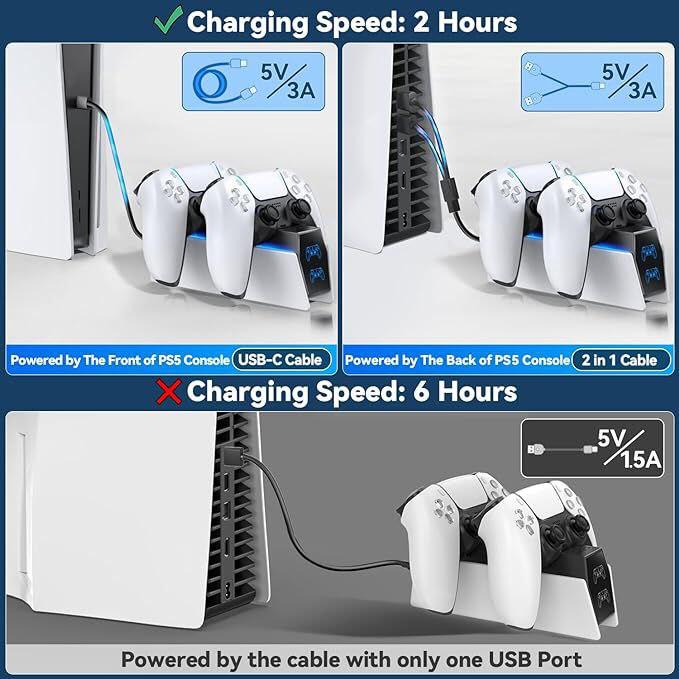 Charging Speed: 2 Hours
5V/3A
5V/3A
Powered by The Front of PS5 Console USB-C Cable
Powered by The Back of PS5 Console 2 in 1 Cable
Charging Speed: 6 Hours
5V/1.5A
Powered by the cable with only one USB Port